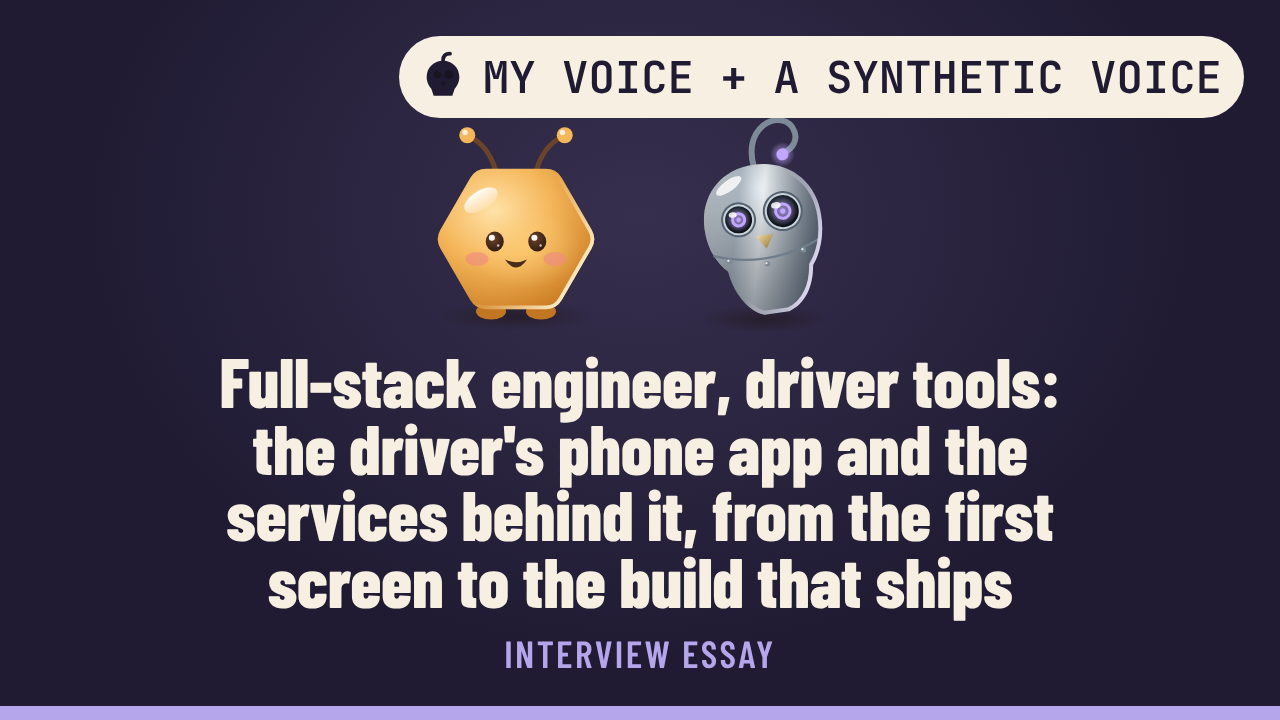 MY VOICE + A SYNTHETIC VOICE
Full-stack engineer, driver tools:
the driver's phone app and the
services behind it, from the first
screen to the build that ships
INTERVIEW ESSAY